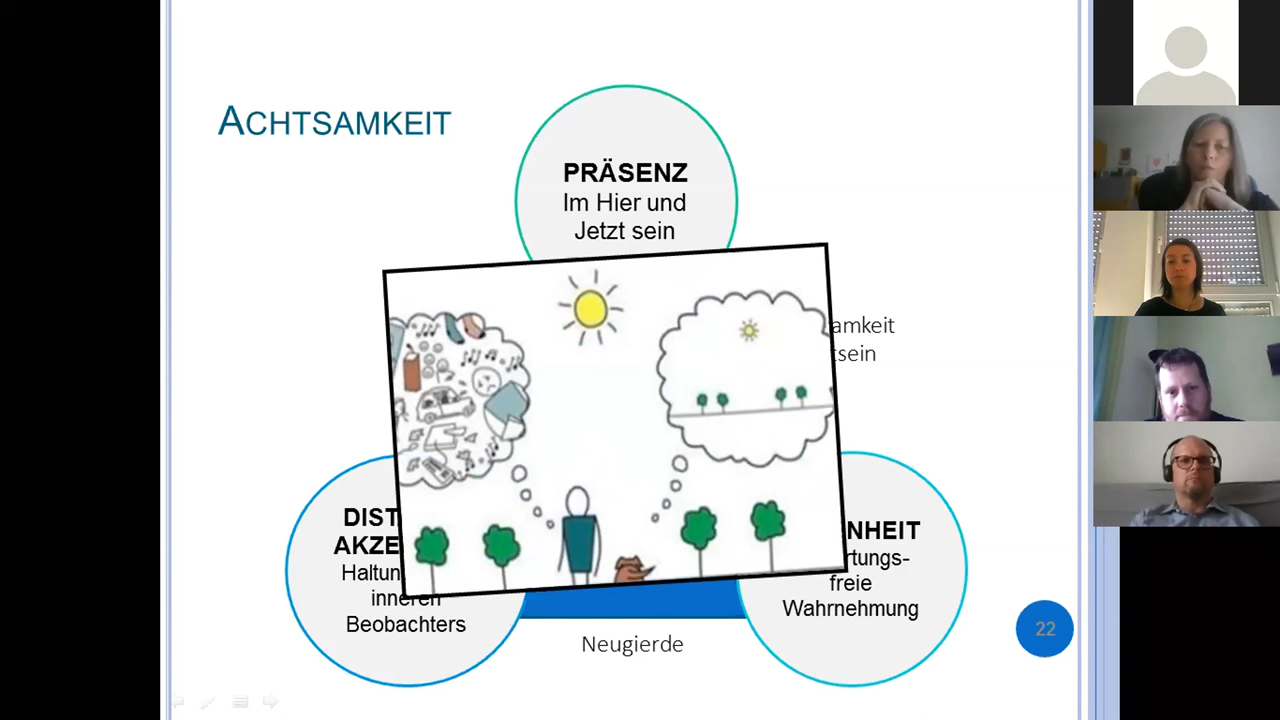 ACHTSAMKEIT
PRÄSENZ
Im Hier und
Jetzt sein
amkeit
sein
DIST
AKZE
Haltun
inneren
Beobachters
NHEIT
rtungs-
freie
Wahrnehmung
Neugierde
22